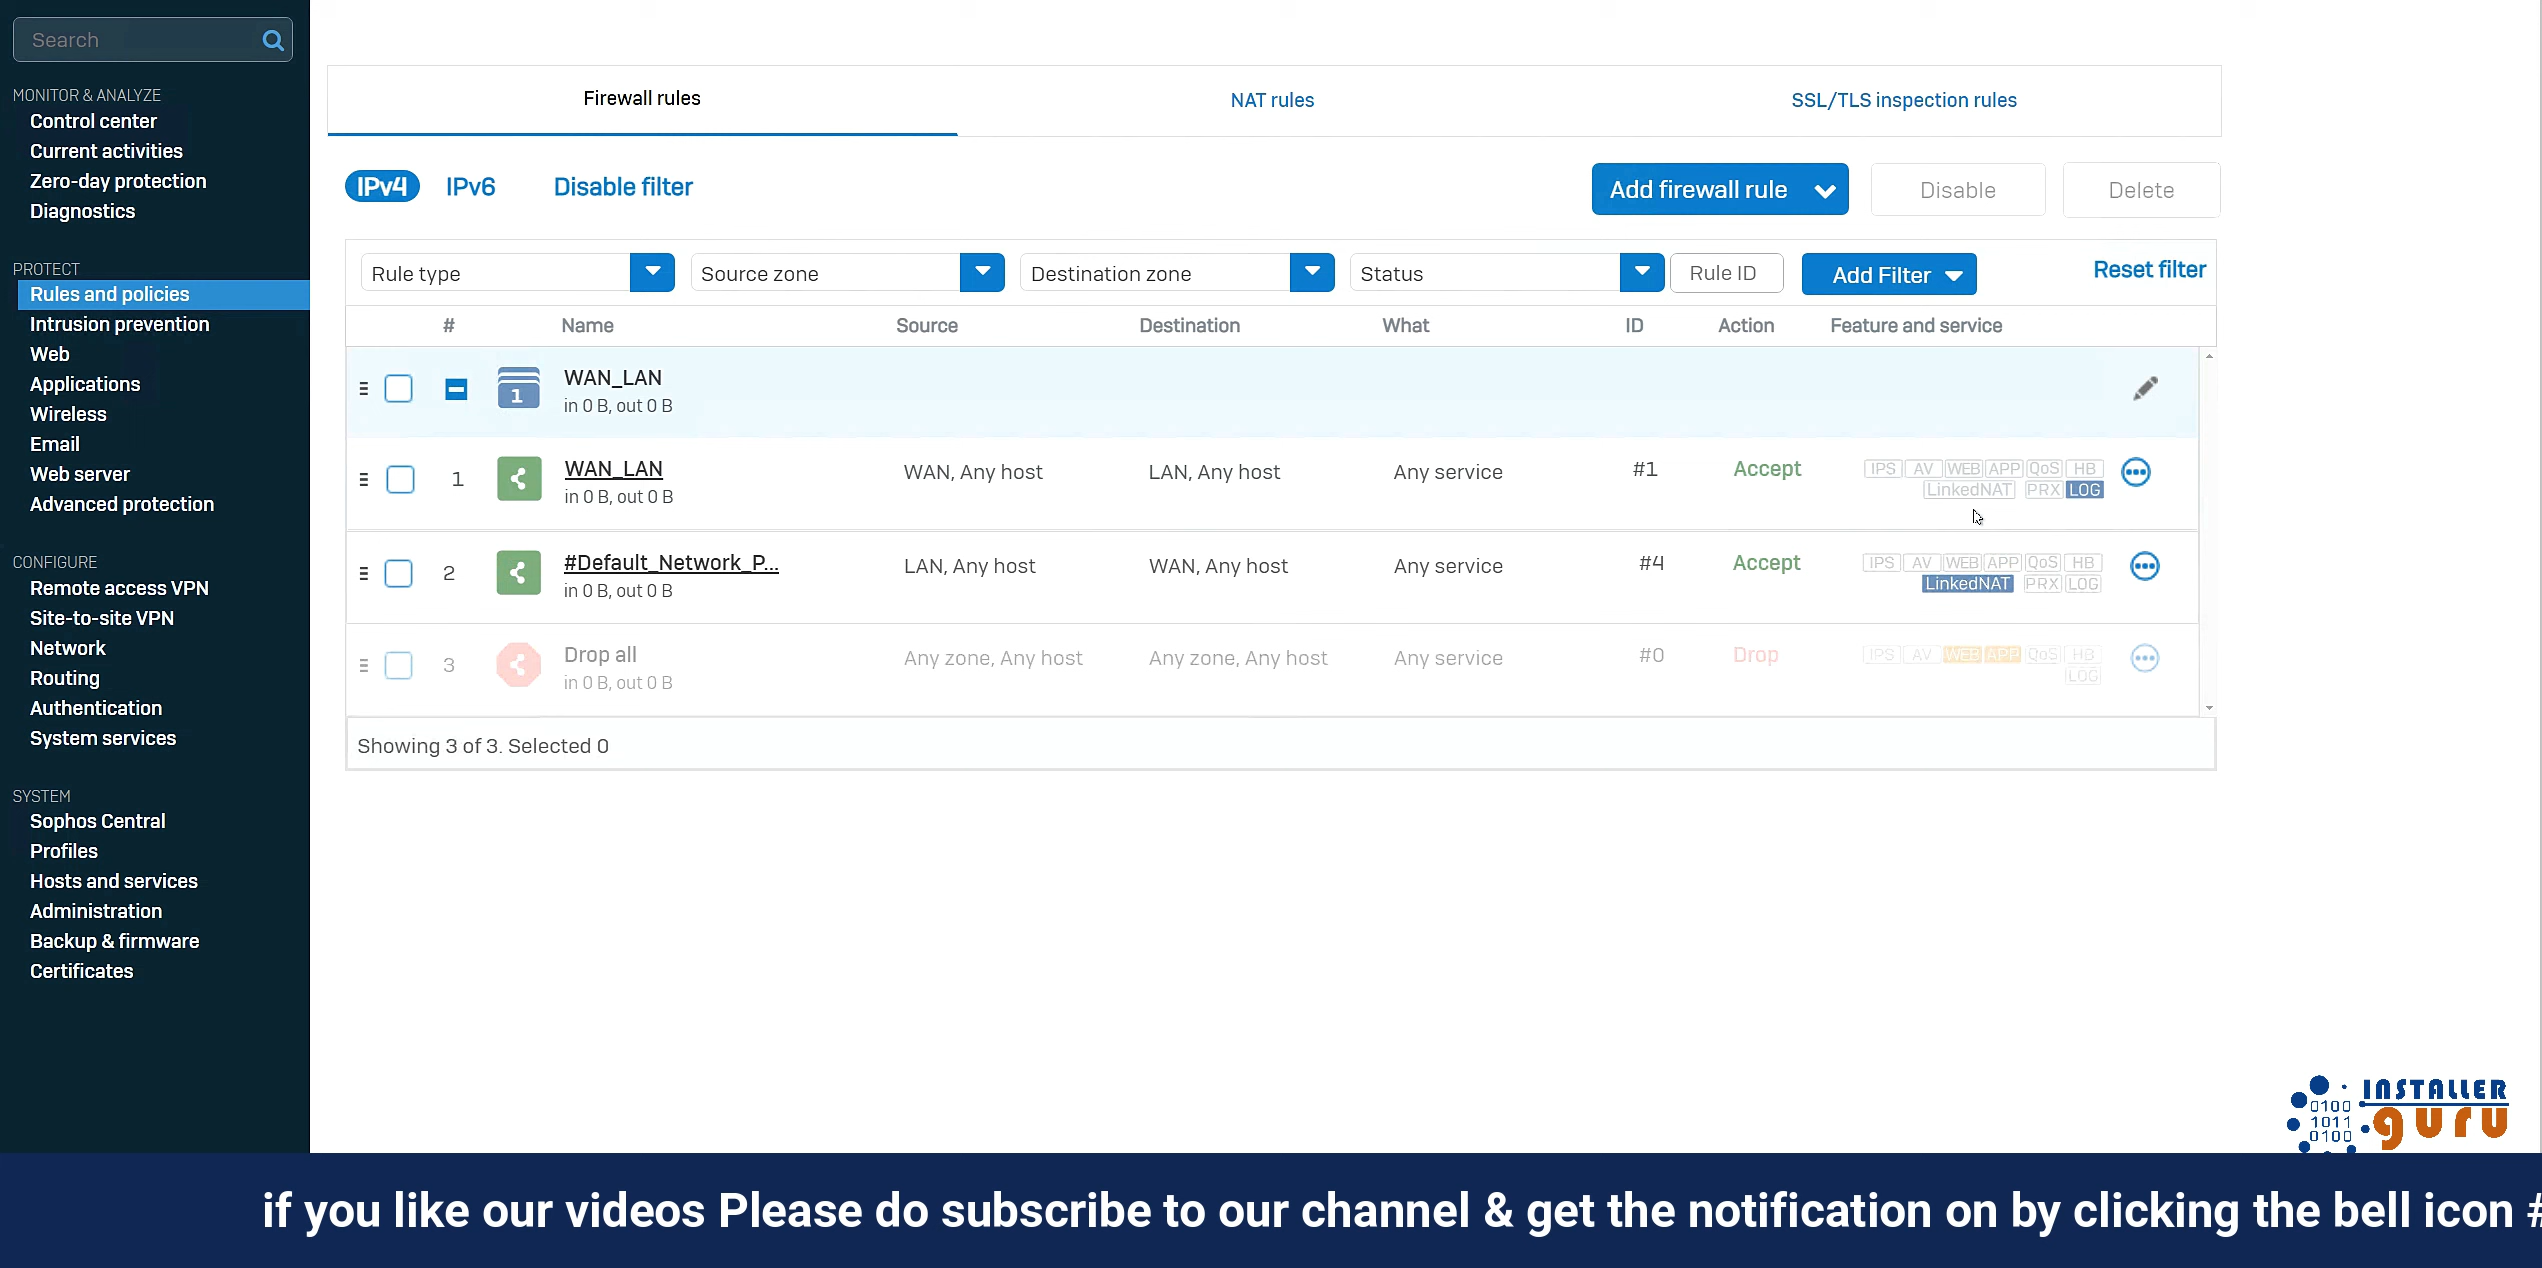 Search
MONITOR & ANALYZE
Control center
Current activities
Zero-day protection
Diagnostics
PROTECT
Rules and policies
Intrusion prevention
Web
Applications
Wireless
Email
Web server
Advanced protection
CONFIGURE
Remote access VPN
Site-to-site VPN
Network
Routing
Authentication
System services
SYSTEM
Sophos Central
Profiles
Hosts and services
Administration
Backup & firmware
Certificates
Firewall rules NAT rules SSL/TLS inspection rules
IPv4 IPv6 Disable filter Add firewall rule Disable Delete
Rule type Source zone Destination zone Status Rule ID Add Filter Reset filter
# Name Source Destination What ID Action Feature and service
1 WAN_LAN
in 0 B, out 0 B
1 WAN_LAN WAN, Any host LAN, Any host Any service #1 Accept IPS AV WEB APP QoS HB
in 0 B, out 0 B LinkedNAT PRX LOG
2 #Default_Network_P... LAN, Any host WAN, Any host Any service #4 Accept IPS AV WEB APP QoS HB
in 0 B, out 0 B LinkedNAT PRX LOG
3 Drop all Any zone, Any host Any zone, Any host Any service #0 Drop IPS AV WEB APP QoS HB
in 0 B, out 0 B LOG
Showing 3 of 3. Selected 0
INSTALLER
guru
0100
1011
0100
if you like our videos Please do subscribe to our channel & get the notification on by clicking the bell icon #